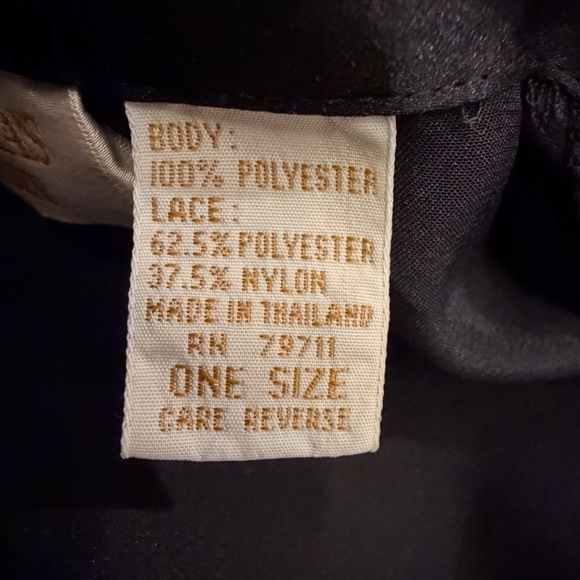 BODY:
100% POLYESTER
LACE:
62.5% POLYESTER
37.5% NYLON
MADE IN THAILAND
RN 79711
ONE SIZE
CARE REVERSE